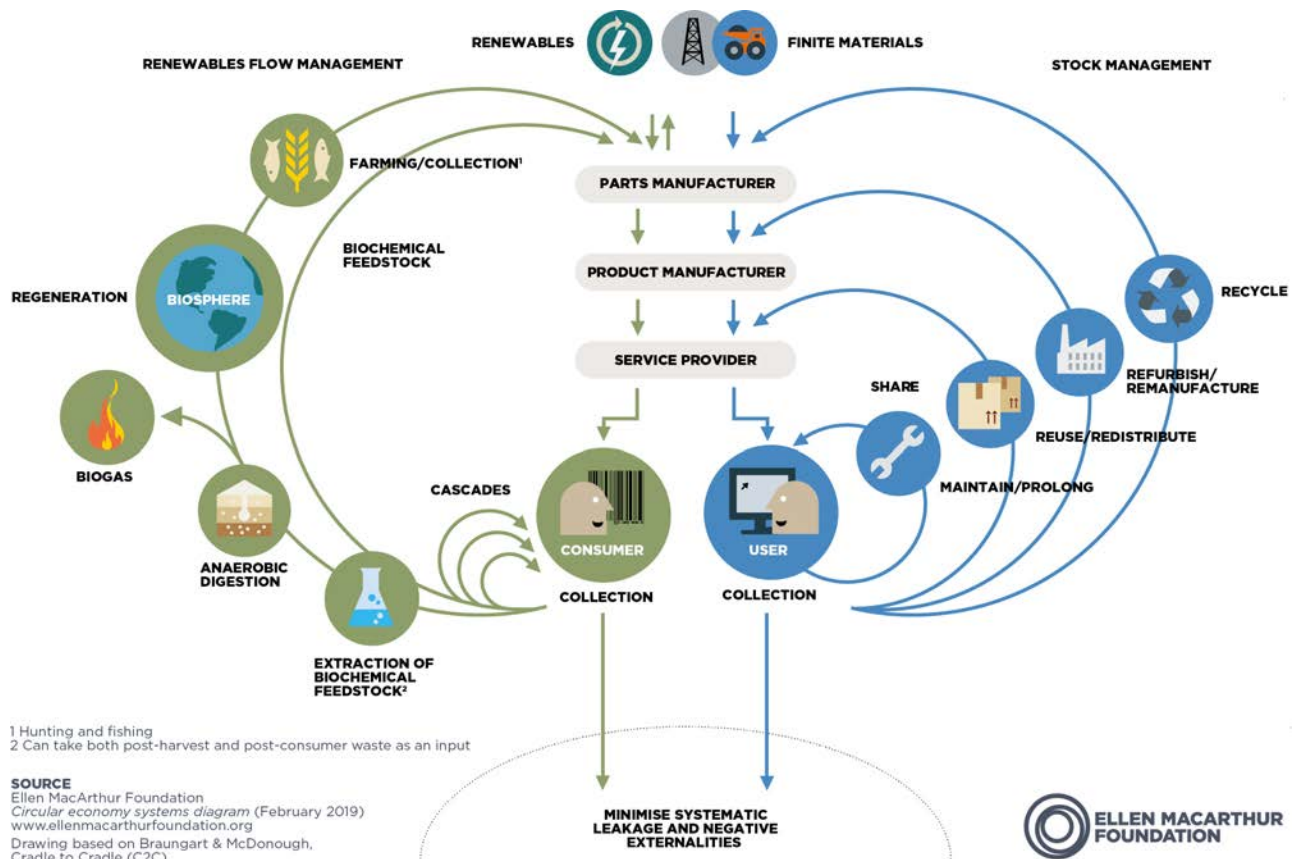 RENEWABLES
FINITE MATERIALS
RENEWABLES FLOW MANAGEMENT
STOCK MANAGEMENT
FARMING/COLLECTION¹
PARTS MANUFACTURER
BIOCHEMICAL
FEEDSTOCK
PRODUCT MANUFACTURER
REGENERATION
BIOSPHERE
RECYCLE
SERVICE PROVIDER
SHARE
REFURBISH/
REMANUFACTURE
REUSE/REDISTRIBUTE
BIOGAS
CASCADES
MAINTAIN/PROLONG
CONSUMER
USER
ANAEROBIC
DIGESTION
COLLECTION
COLLECTION
EXTRACTION OF
BIOCHEMICAL
FEEDSTOCK²
1 Hunting and fishing
2 Can take both post-harvest and post-consumer waste as an input
SOURCE
Ellen MacArthur Foundation
Circular economy systems diagram (February 2019)
www.ellenmacarthurfoundation.org
Drawing based on Braungart & McDonough,
Cradle to Cradle (C2C)
MINIMISE SYSTEMATIC
LEAKAGE AND NEGATIVE
EXTERNALITIES
ELLEN MACARTHUR
FOUNDATION